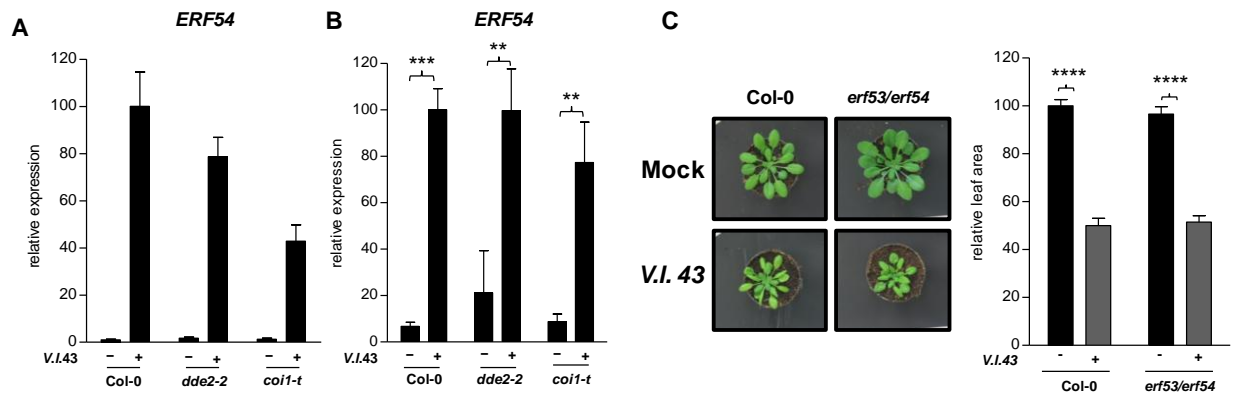 A
ERF54
relative expression
120
100
80
60
40
20
0
V.I.43
– + – + – +
Col-0 dde2-2 coi1-t
B
ERF54
relative expression
120
100
80
60
40
20
0
*** ** **
V.I.43
– + – + – +
Col-0 dde2-2 coi1-t
C
Col-0 erf53/erf54
Mock
V.I. 43
relative leaf area
120
100
80
60
40
20
0
**** ****
V.I.43
- + - +
Col-0 erf53/erf54